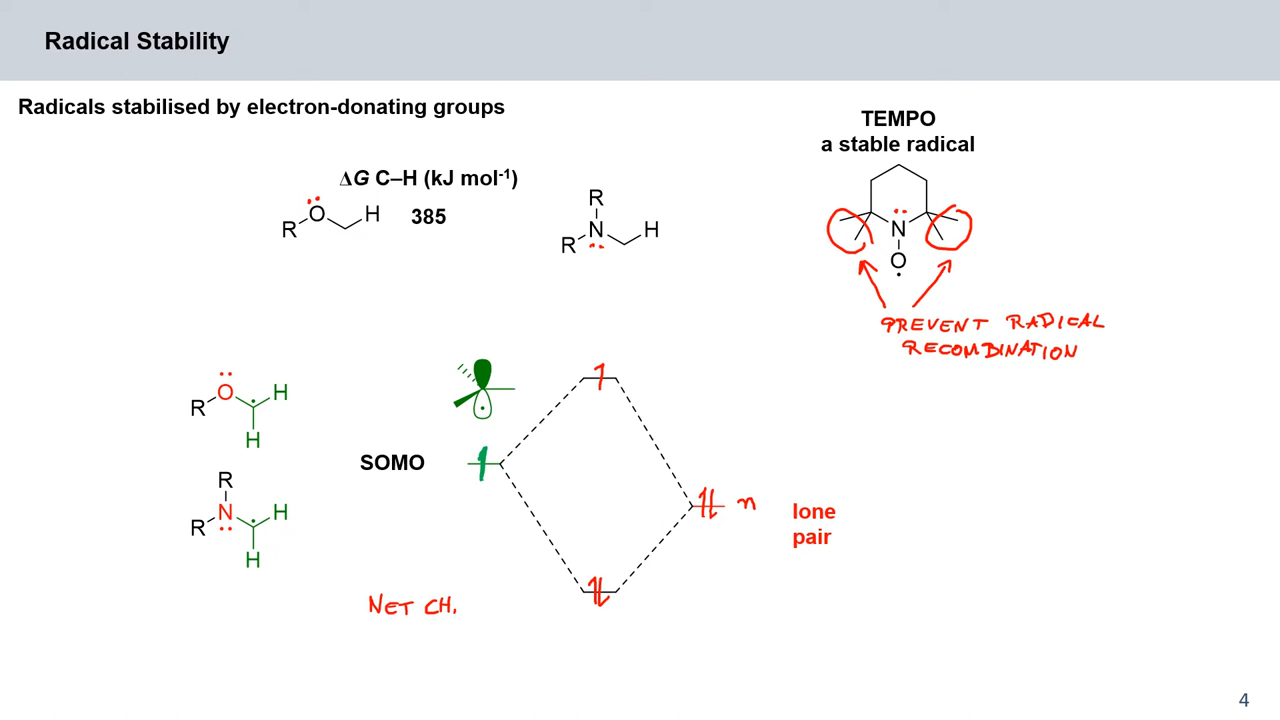 Radical Stability
Radicals stabilised by electron-donating groups
TEMPO
a stable radical
ΔG C–H (kJ mol⁻¹)
R O H 385
R
R N H
N
O
PREVENT RADICAL
RECOMBINATION
R O H
H
SOMO
n
lone
pair
R
R N H
H
NET CH.
4